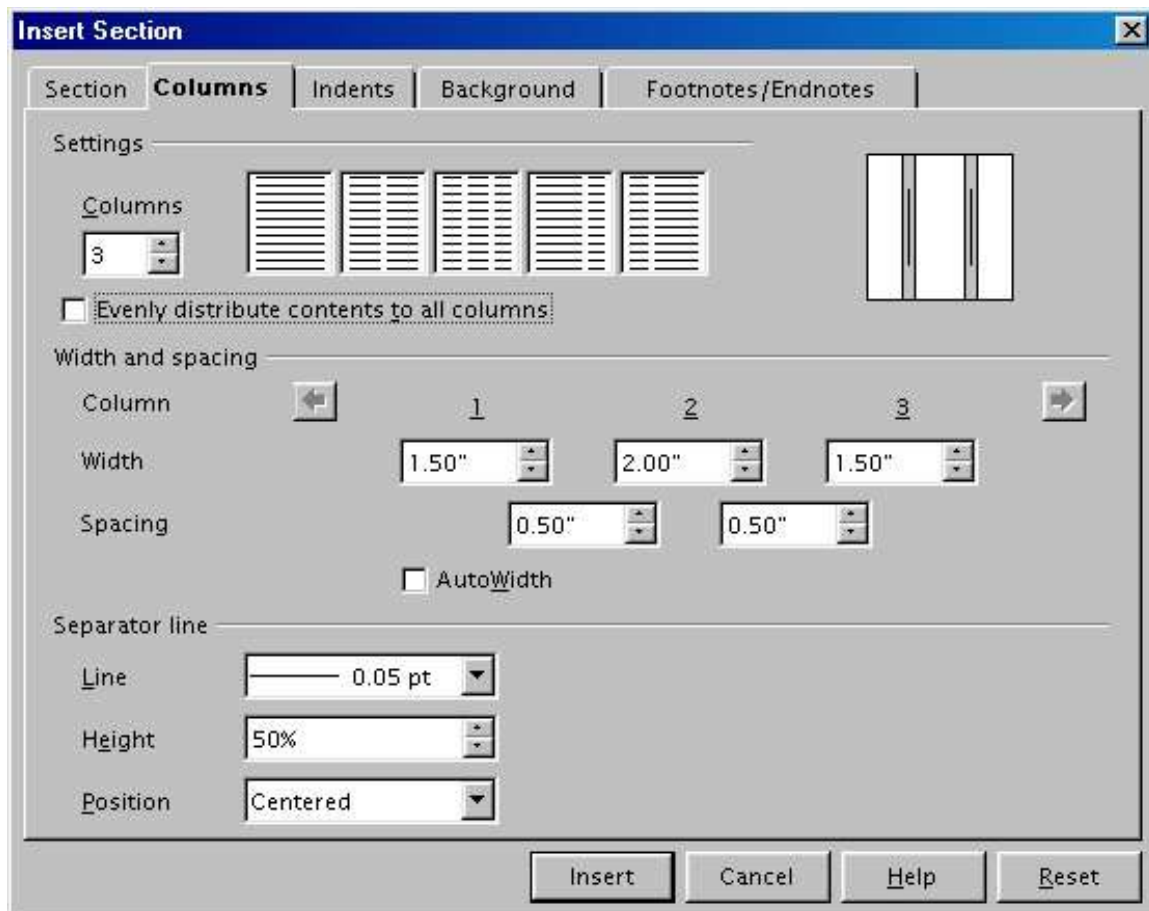 Insert Section
Section Columns Indents Background Footnotes/Endnotes
Settings
Columns
3
Evenly distribute contents to all columns
Width and spacing
Column 1 2 3
Width 1.50" 2.00" 1.50"
Spacing 0.50" 0.50"
AutoWidth
Separator line
Line 0.05 pt
Height 50%
Position Centered
Insert Cancel Help Reset